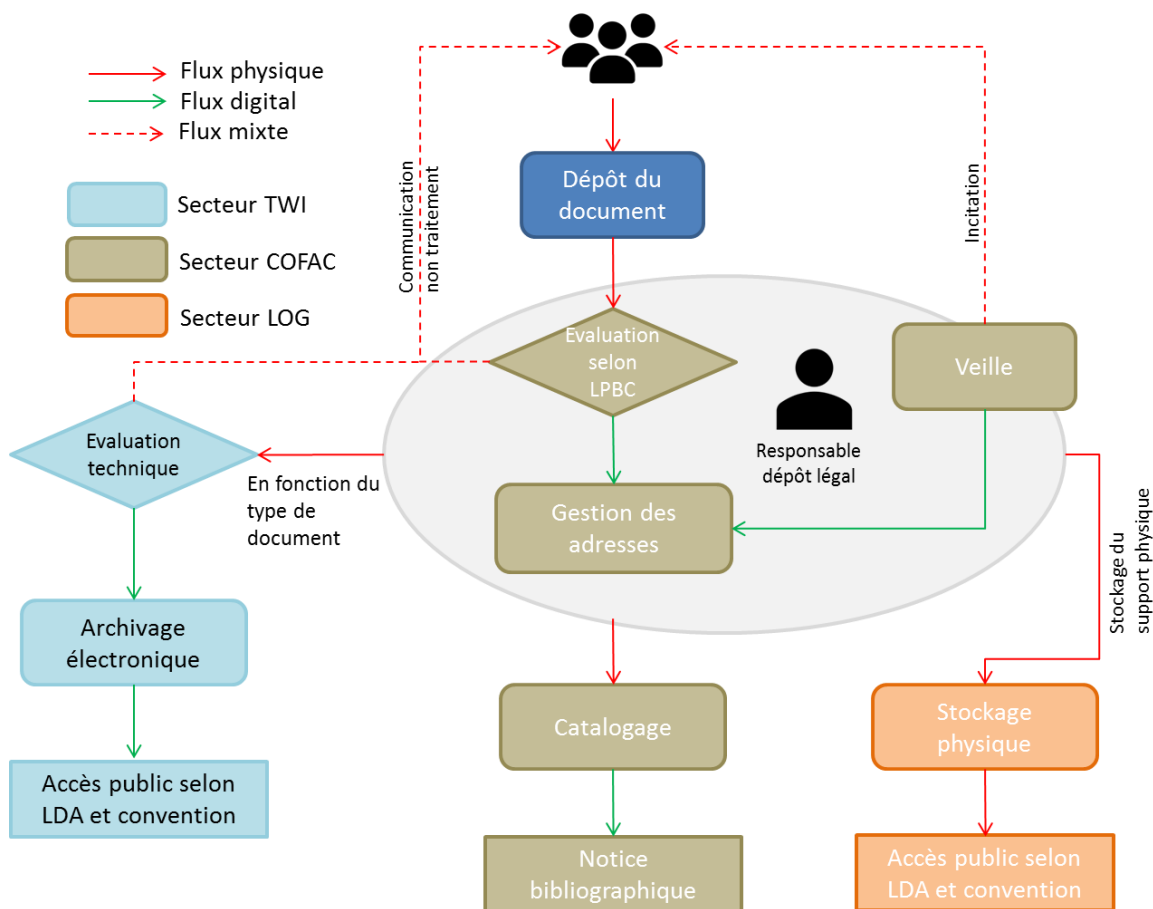 Flux physique
Flux digital
Flux mixte
Secteur TWI
Secteur COFAC
Secteur LOG
Communication
non traitement
Dépôt du
document
Incitation
Evaluation
selon
LPBC
Veille
Responsable
dépôt légal
Evaluation
technique
En fonction du
type de
document
Gestion des
adresses
Stockage du
support physique
Archivage
électronique
Catalogage
Stockage
physique
Accès public selon
LDA et convention
Notice
bibliographique
Accès public selon
LDA et convention